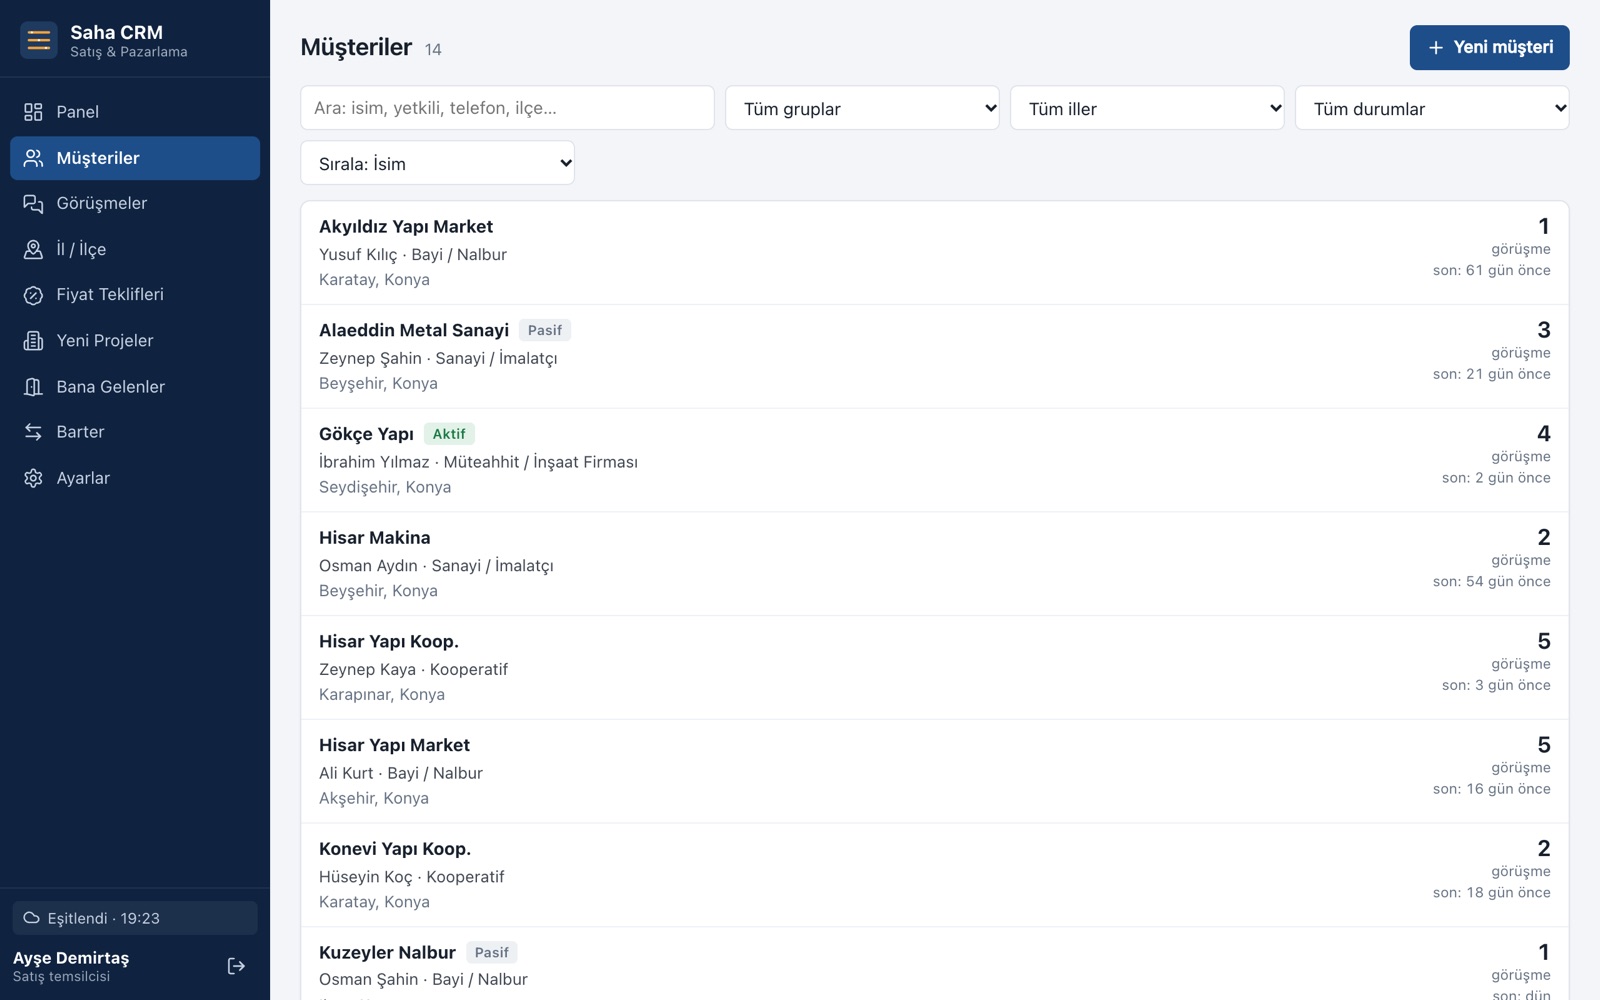 Saha CRM
Satış & Pazarlama
Panel
Müşteriler
Görüşmeler
İl / İlçe
Fiyat Teklifleri
Yeni Projeler
Bana Gelenler
Barter
Ayarlar
Eşitlendi · 19:23
Ayşe Demirtaş
Satış temsilcisi
Müşteriler 14
+ Yeni müşteri
Ara: isim, yetkili, telefon, ilçe...
Tüm gruplar
Tüm iller
Tüm durumlar
Sırala: İsim
Akyıldız Yapı Market
Yusuf Kılıç · Bayi / Nalbur
Karatay, Konya
1
görüşme
son: 61 gün önce
Alaeddin Metal Sanayi Pasif
Zeynep Şahin · Sanayi / İmalatçı
Beyşehir, Konya
3
görüşme
son: 21 gün önce
Gökçe Yapı Aktif
İbrahim Yılmaz · Müteahhit / İnşaat Firması
Seydişehir, Konya
4
görüşme
son: 2 gün önce
Hisar Makina
Osman Aydın · Sanayi / İmalatçı
Beyşehir, Konya
2
görüşme
son: 54 gün önce
Hisar Yapı Koop.
Zeynep Kaya · Kooperatif
Karapınar, Konya
5
görüşme
son: 3 gün önce
Hisar Yapı Market
Ali Kurt · Bayi / Nalbur
Akşehir, Konya
5
görüşme
son: 16 gün önce
Konevi Yapı Koop.
Hüseyin Koç · Kooperatif
Karatay, Konya
2
görüşme
son: 18 gün önce
Kuzeyler Nalbur Pasif
Osman Şahin · Bayi / Nalbur
1
görüşme
son: dün